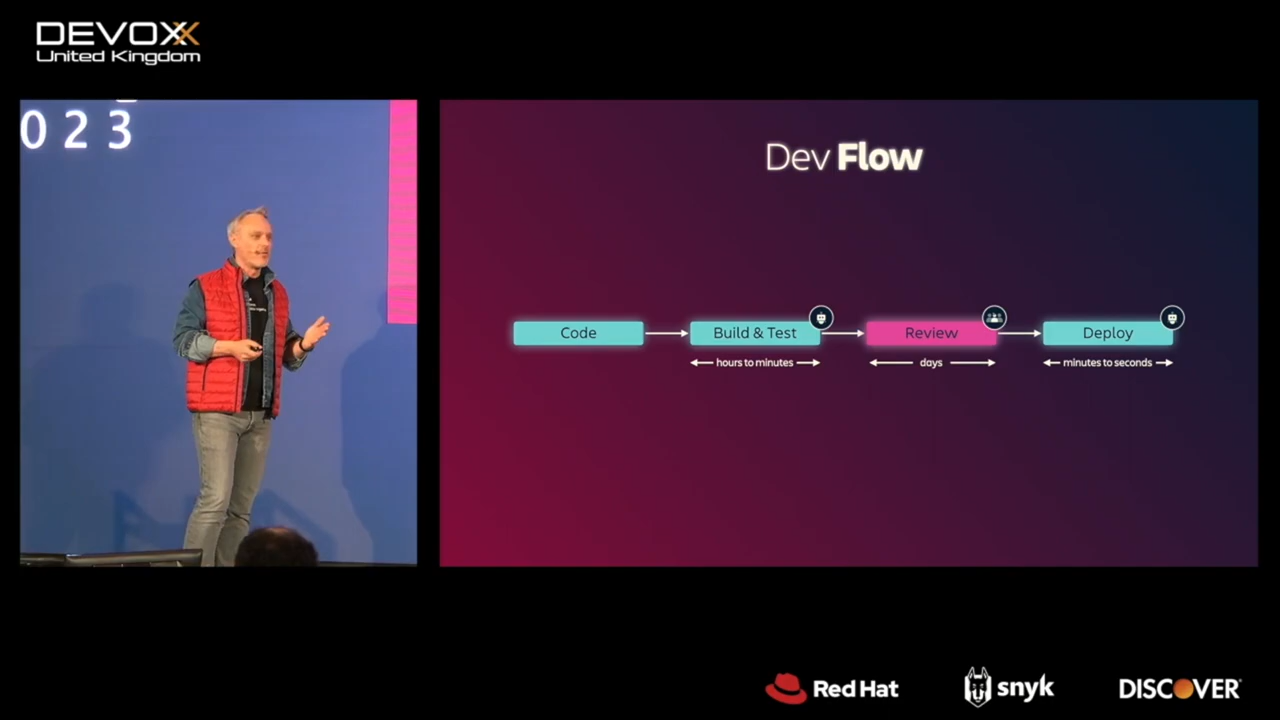 DEVOXX
United Kingdom
023
Dev Flow
Code
Build & Test
Review
Deploy
hours to minutes
days
minutes to seconds
Red Hat
snyk
DISCOVER